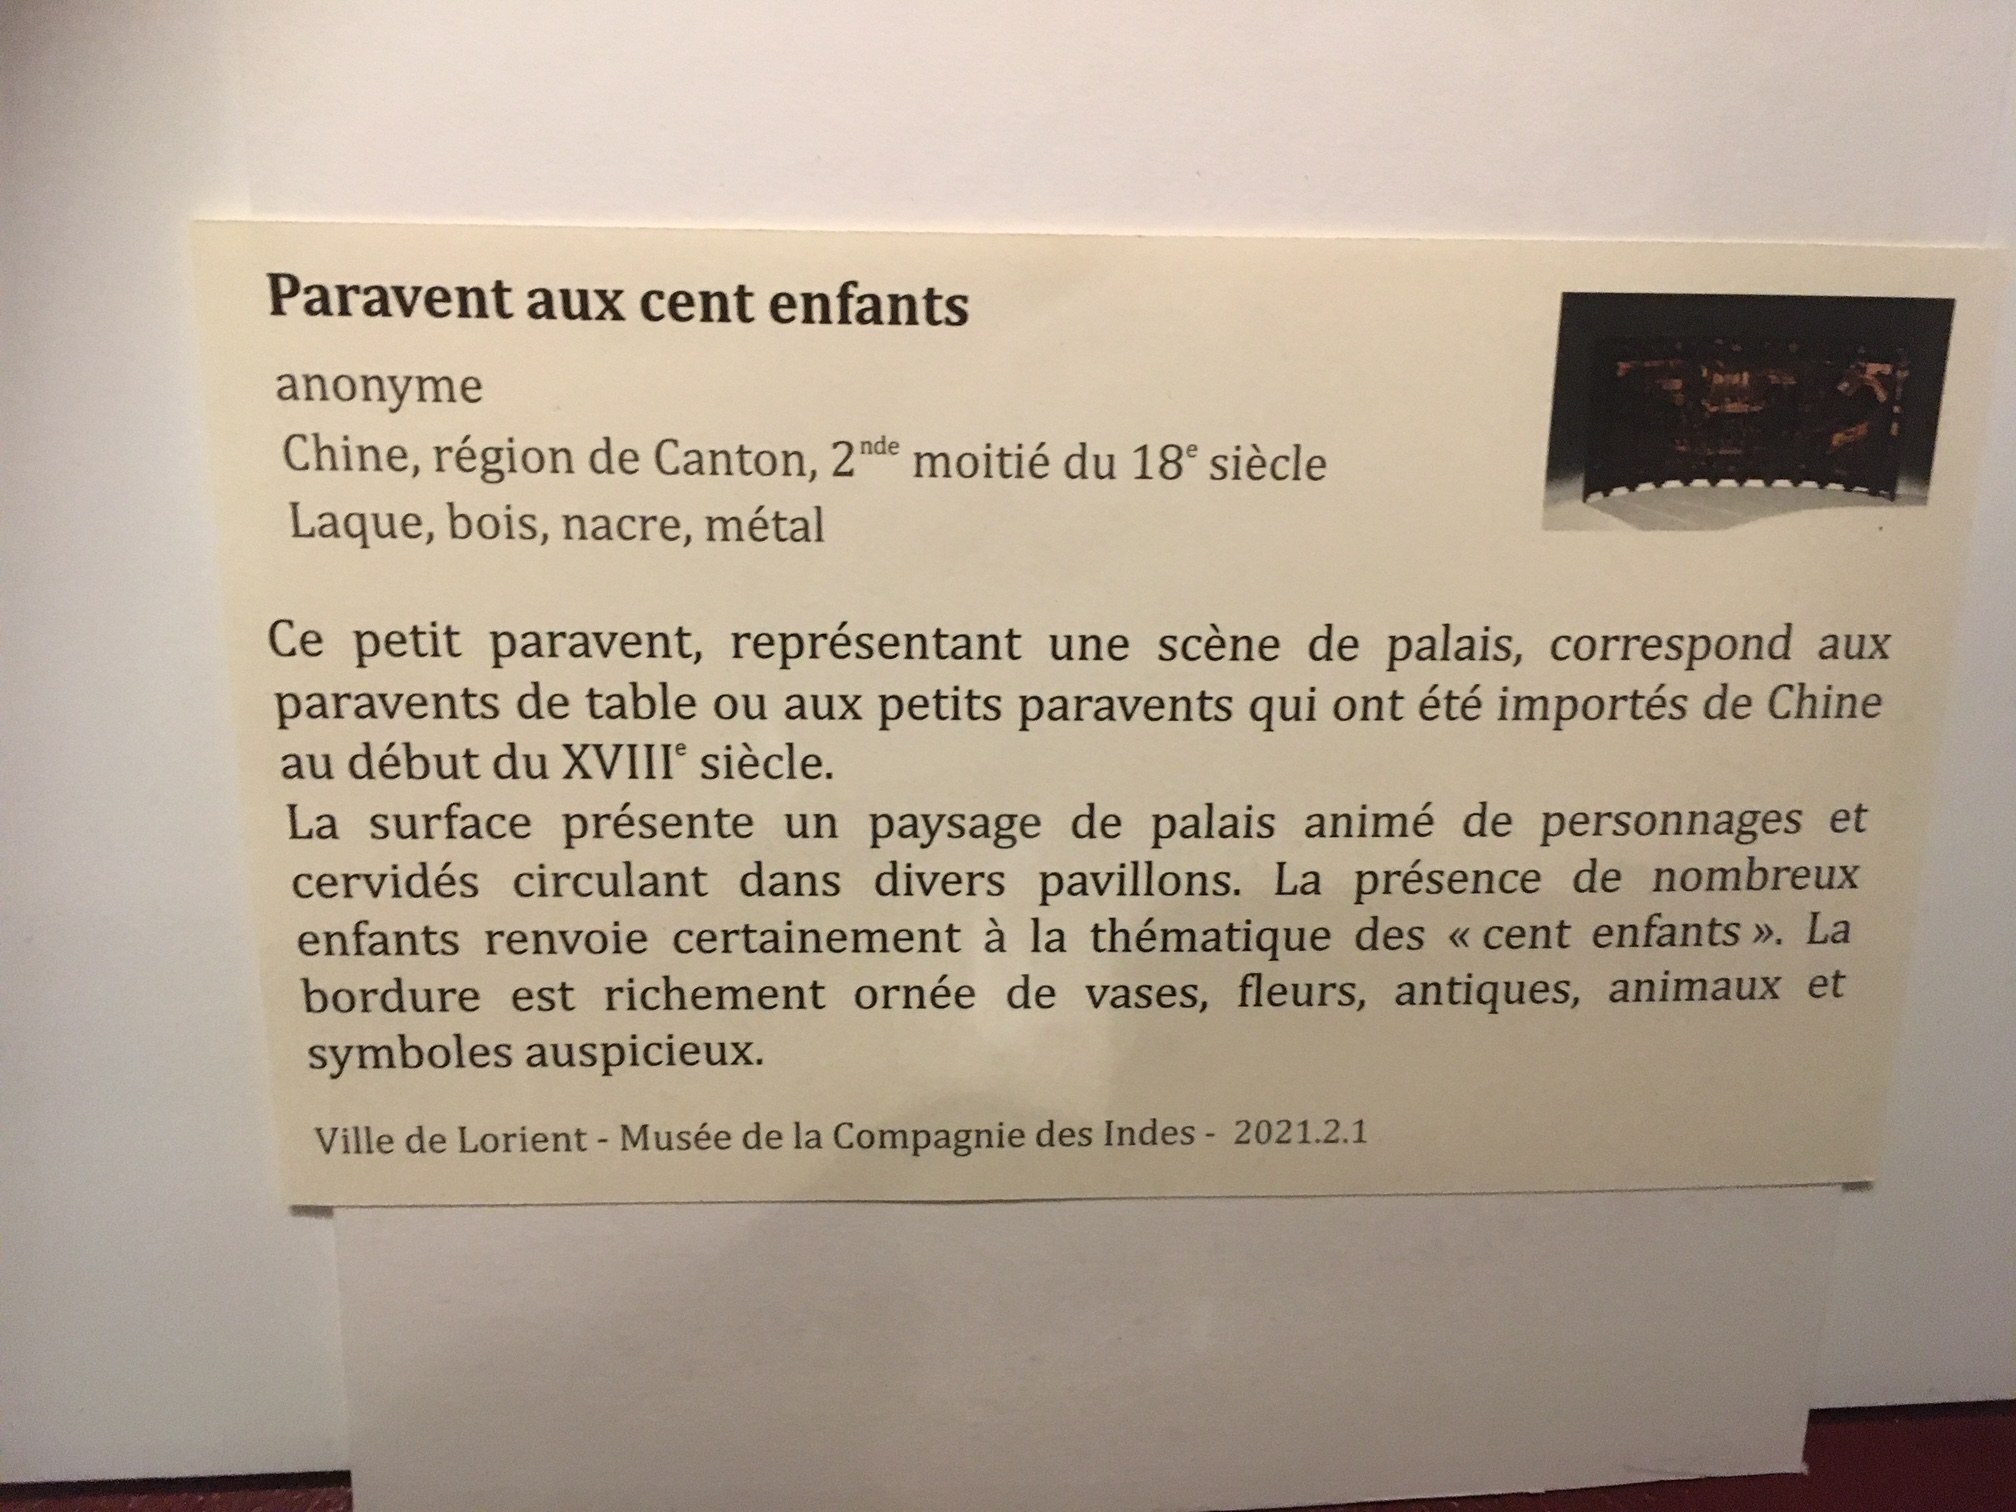 Paravent aux cent enfants
anonyme
Chine, région de Canton, 2nde moitié du 18e siècle
Laque, bois, nacre, métal
Ce petit paravent, représentant une scène de palais, correspond aux
paravents de table ou aux petits paravents qui ont été importés de Chine
au début du XVIIIe siècle.
La surface présente un paysage de palais animé de personnages et
cervidés circulant dans divers pavillons. La présence de nombreux
enfants renvoie certainement à la thématique des « cent enfants ». La
bordure est richement ornée de vases, fleurs, antiques, animaux et
symboles auspicieux.
Ville de Lorient - Musée de la Compagnie des Indes - 2021.2.1